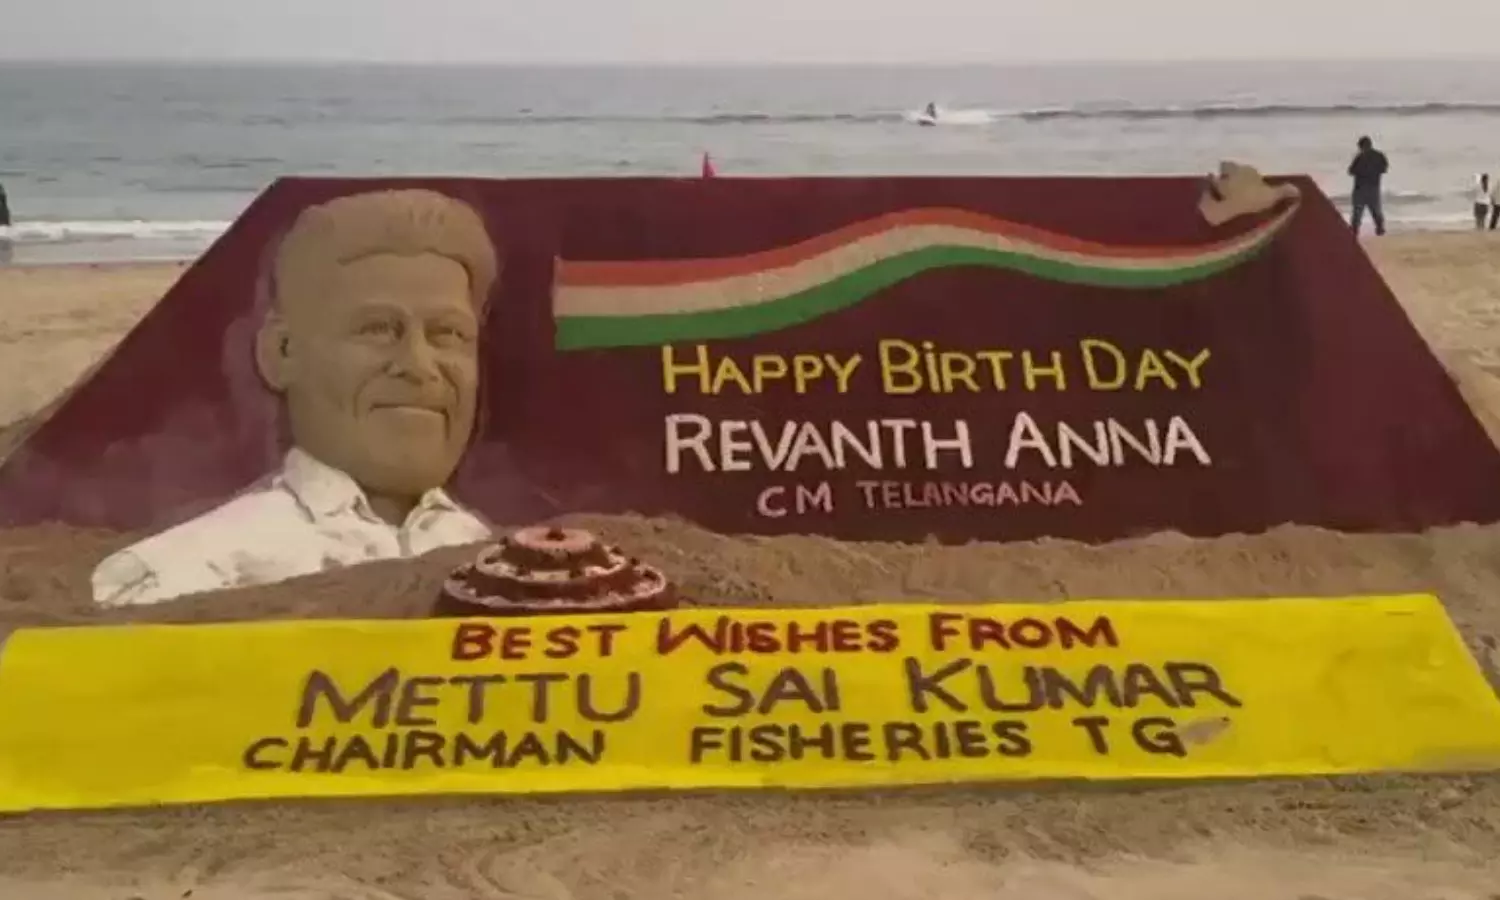 HAPPY BiRTH DAY
REVANTH ANNA
CM TELANGANA
BEST WISHES FROM
METTU SAI KUMAR
CHAIRMAN FISHERIES TG